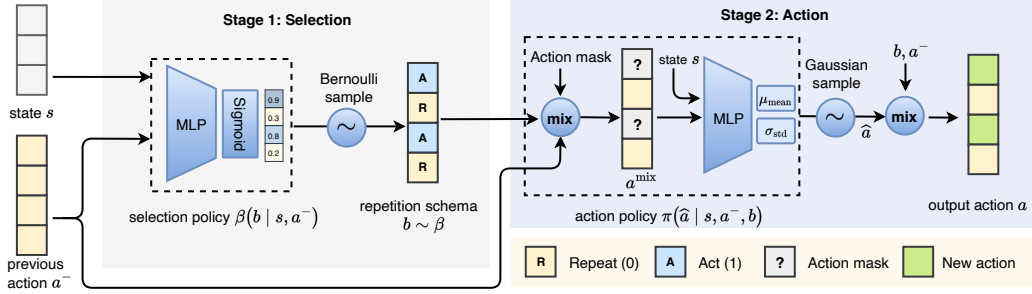 Stage 1: Selection
state s
previous
action a⁻
MLP
Sigmoid
0.9
0.3
0.8
0.2
selection policy β(b | s, a⁻)
Bernoulli
sample
~
A
R
A
R
repetition schema
b ∼ β
Stage 2: Action
Action mask
mix
?
?
a^mix
state s
MLP
μ_mean
σ_std
action policy π(â | s, a⁻, b)
Gaussian
sample
~
â
b, a⁻
mix
output action a
R Repeat (0)
A Act (1)
? Action mask
New action